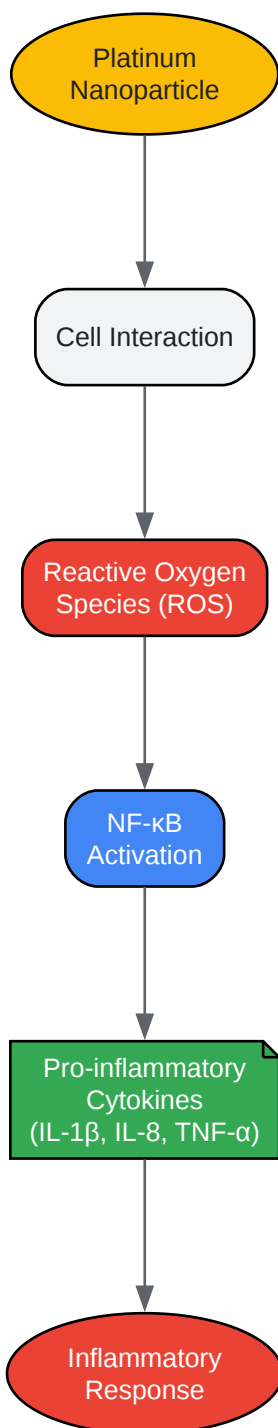 Platinum
Nanoparticle
Cell Interaction
Reactive Oxygen
Species (ROS)
NF-κB
Activation
Pro-inflammatory
Cytokines
(IL-1β, IL-8, TNF-α)
Inflammatory
Response